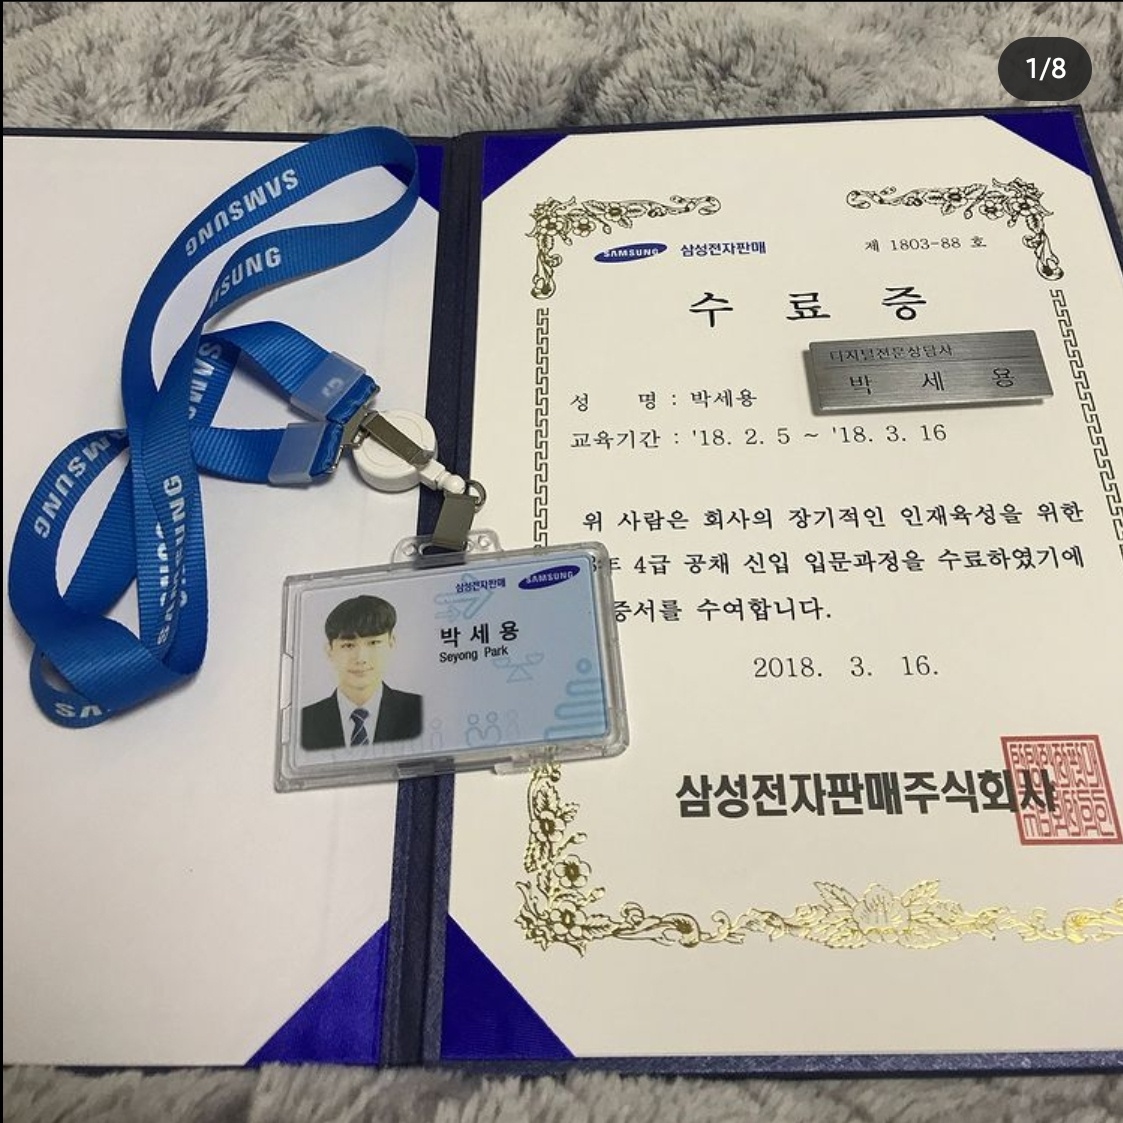 1/8
SAMSUNG
SAMSUNG
SAMSUNG
SAMSUNG
SAMSUNG 삼성전자판매
제 1803-88 호
수 료 증
디지털전문상담사
박 세 용
성 명 : 박세용
교육기간 : '18. 2. 5 ~ '18. 3. 16
위 사람은 회사의 장기적인 인재육성을 위한
4급 공채 신입 입문과정을 수료하였기에
증서를 수여합니다.
2018. 3. 16.
삼성전자판매주식회사
삼성전자판매 SAMSUNG
박 세 용
Seyong Park